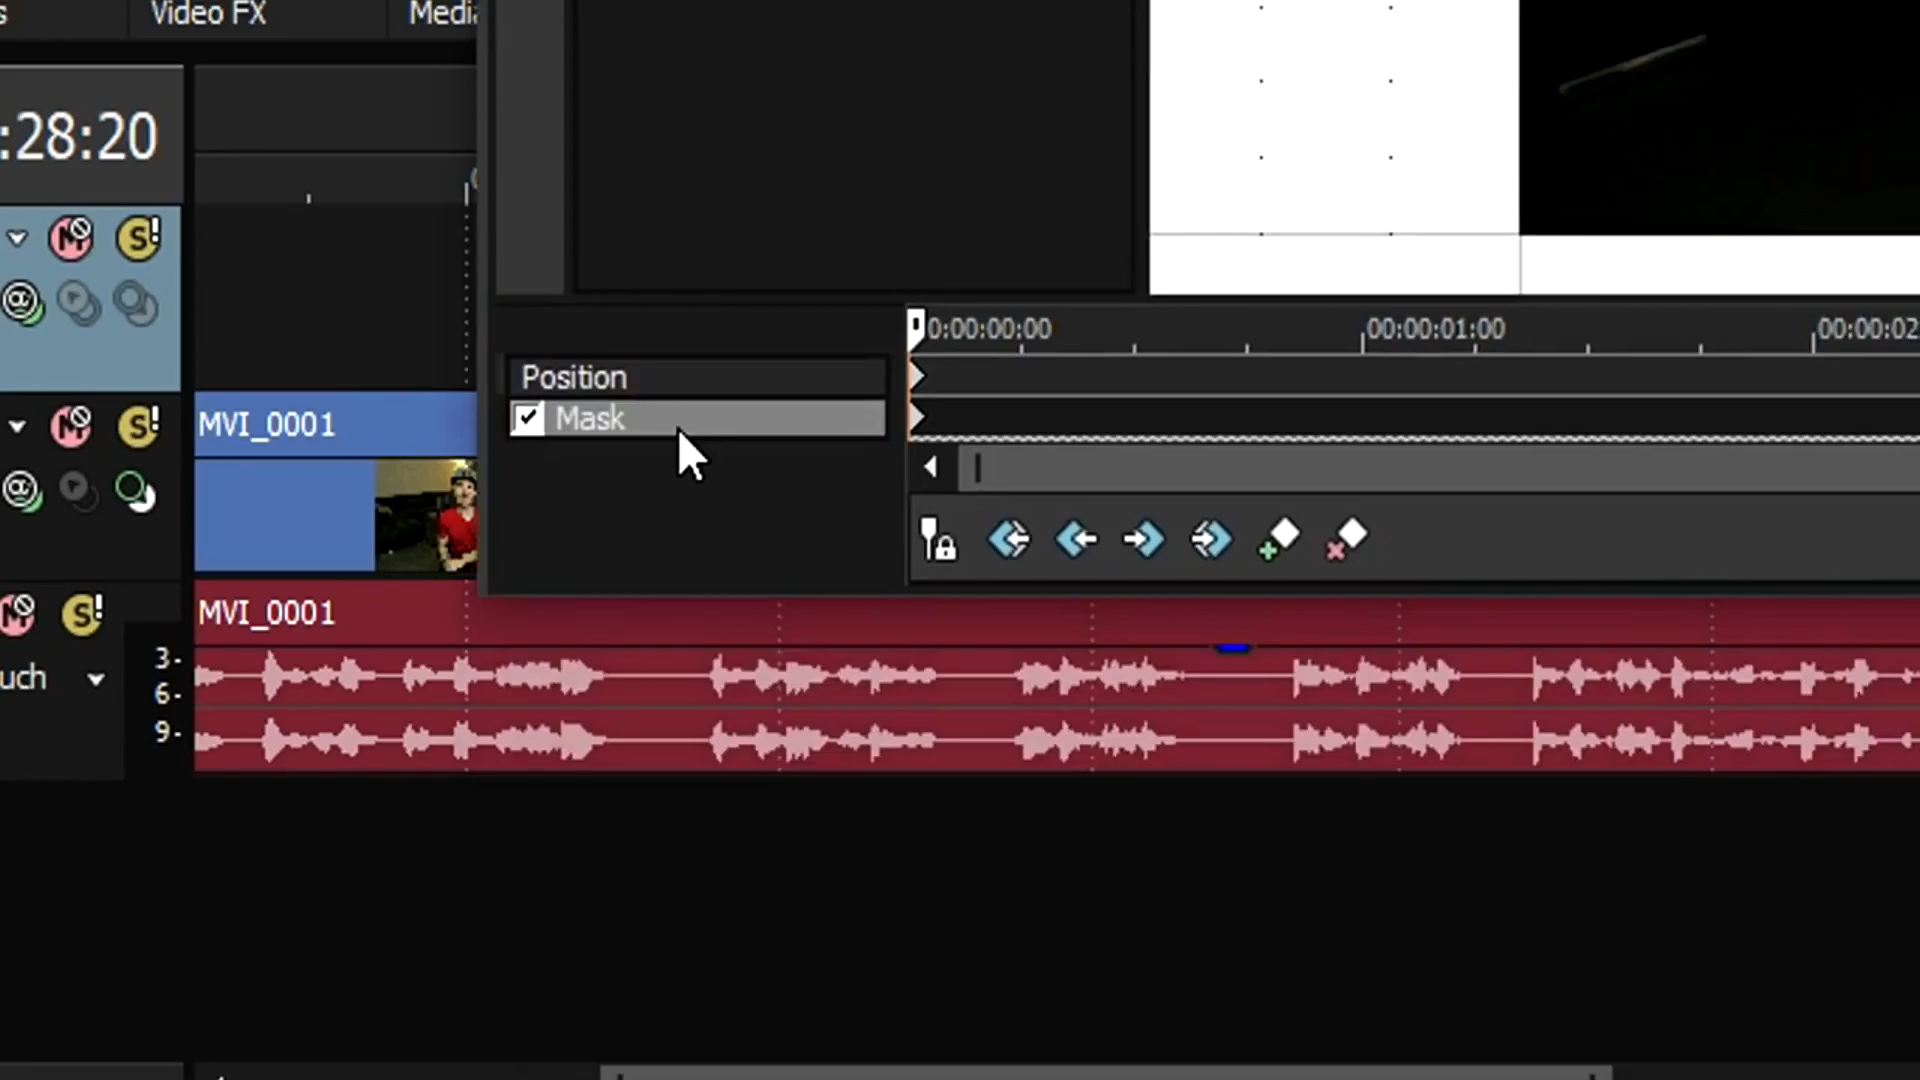 Video FX
:28:20
0:00:00:00
00:00:01:00
00:00:02
Position
Mask
M S!
MVI_0001
M S!
MVI_0001
M S!
uch
3-
6-
9-